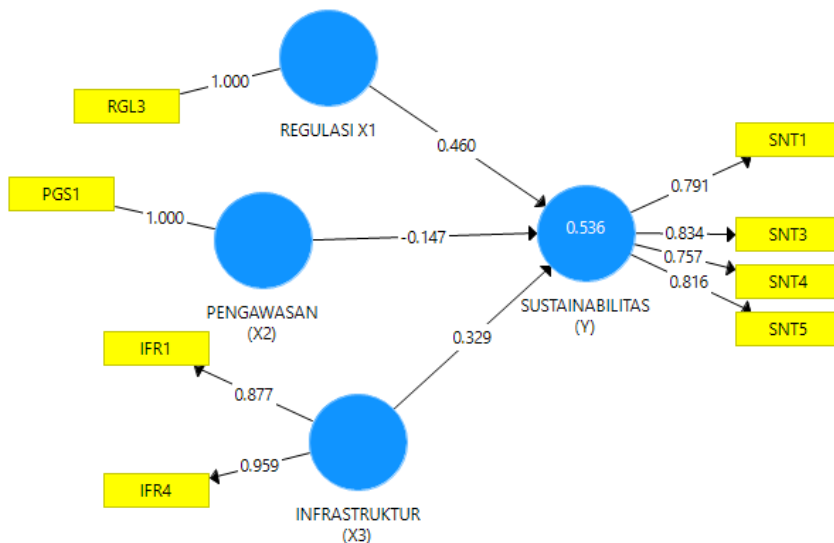 RGL3
1.000
REGULASI X1
0.460
PGS1
1.000
PENGAWASAN
(X2)
-0.147
0.536
SUSTAINABILITAS
(Y)
SNT1
0.791
0.834
SNT3
0.757
SNT4
0.816
SNT5
IFR1
0.877
0.329
0.959
IFR4
INFRASTRUKTUR
(X3)